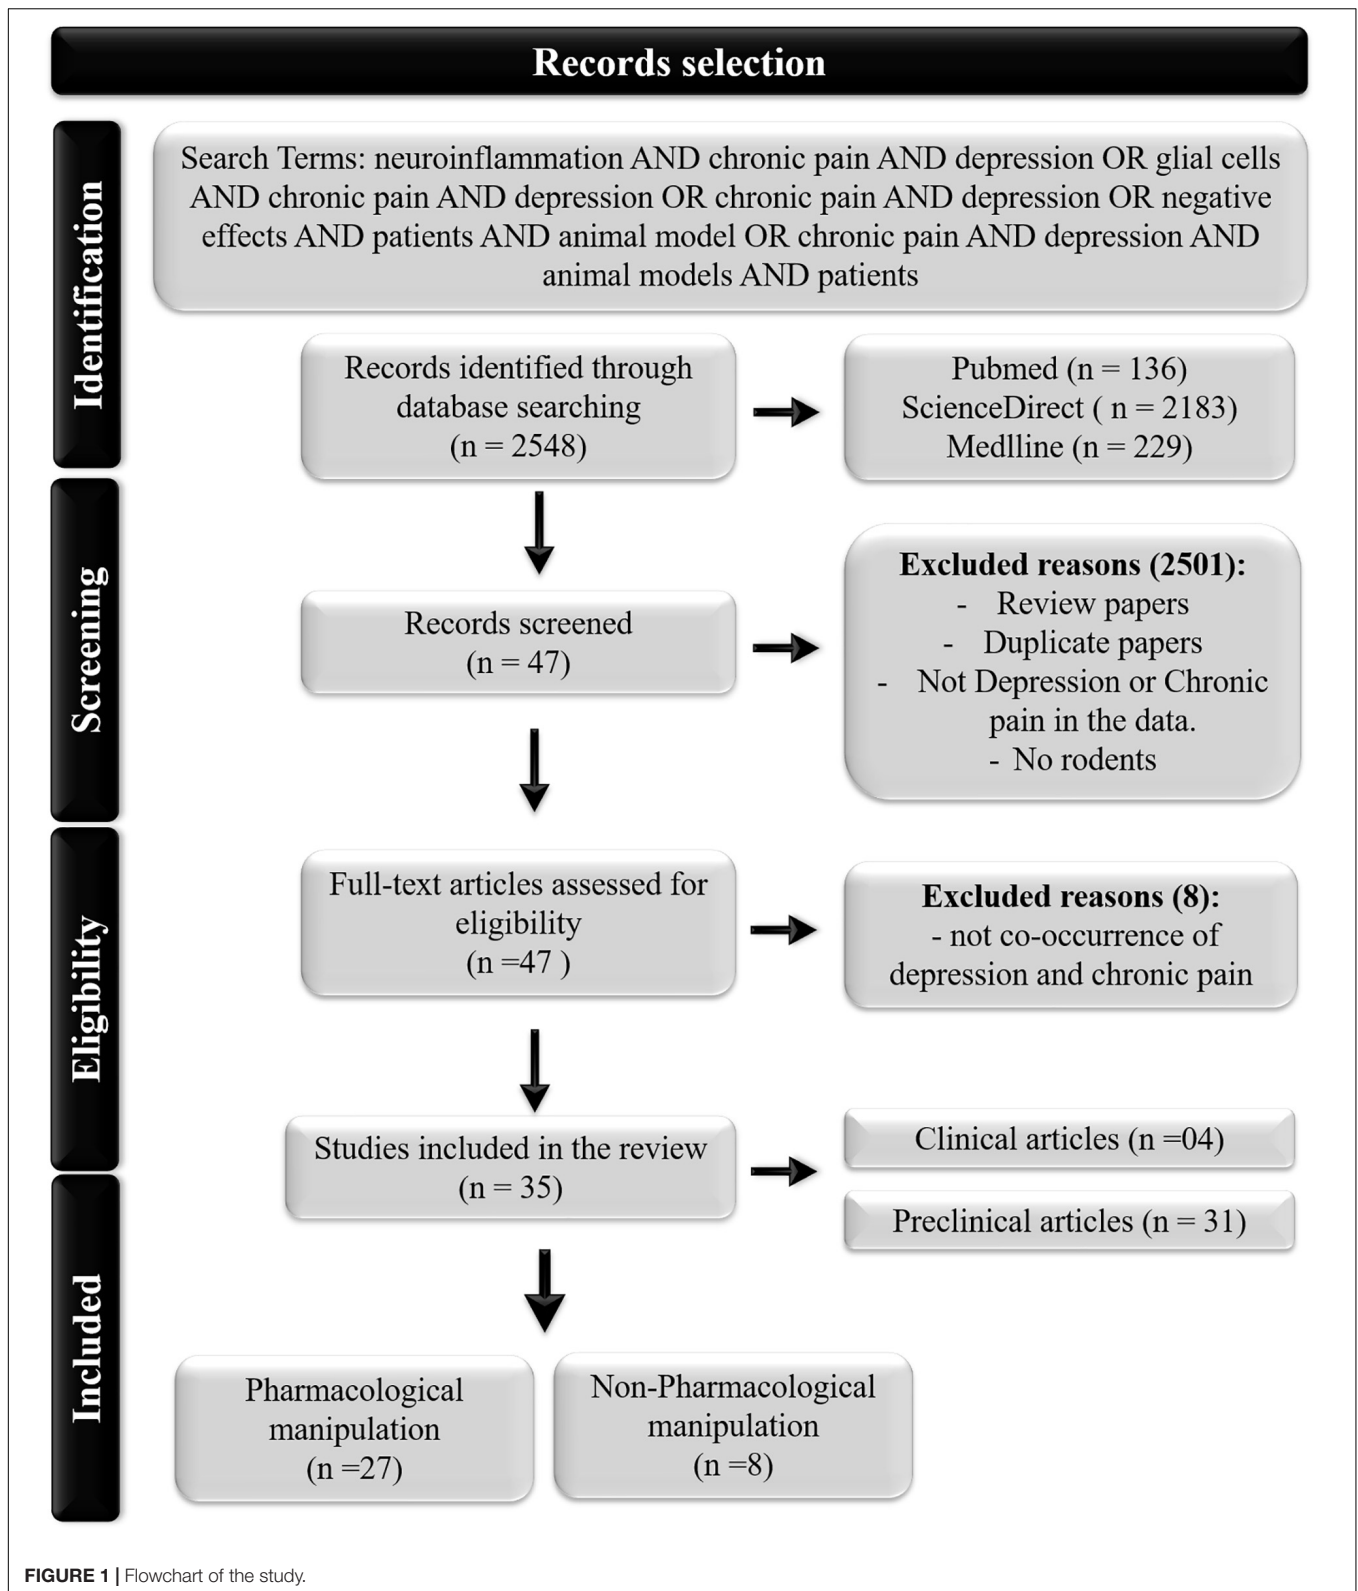 Records selection
Identification
Search Terms: neuroinflammation AND chronic pain AND depression OR glial cells
AND chronic pain AND depression OR chronic pain AND depression OR negative
effects AND patients AND animal model OR chronic pain AND depression AND
animal models AND patients
Records identified through
database searching
(n = 2548)
Pubmed (n = 136)
ScienceDirect ( n = 2183)
Medlline (n = 229)
Screening
Records screened
(n = 47)
Excluded reasons (2501):
- Review papers
- Duplicate papers
- Not Depression or Chronic
pain in the data.
- No rodents
Eligibility
Full-text articles assessed for
eligibility
(n =47 )
Excluded reasons (8):
- not co-occurrence of
depression and chronic pain
Studies included in the review
(n = 35)
Clinical articles (n =04)
Preclinical articles (n = 31)
Included
Pharmacological
manipulation
(n =27)
Non-Pharmacological
manipulation
(n =8)
FIGURE 1 | Flowchart of the study.